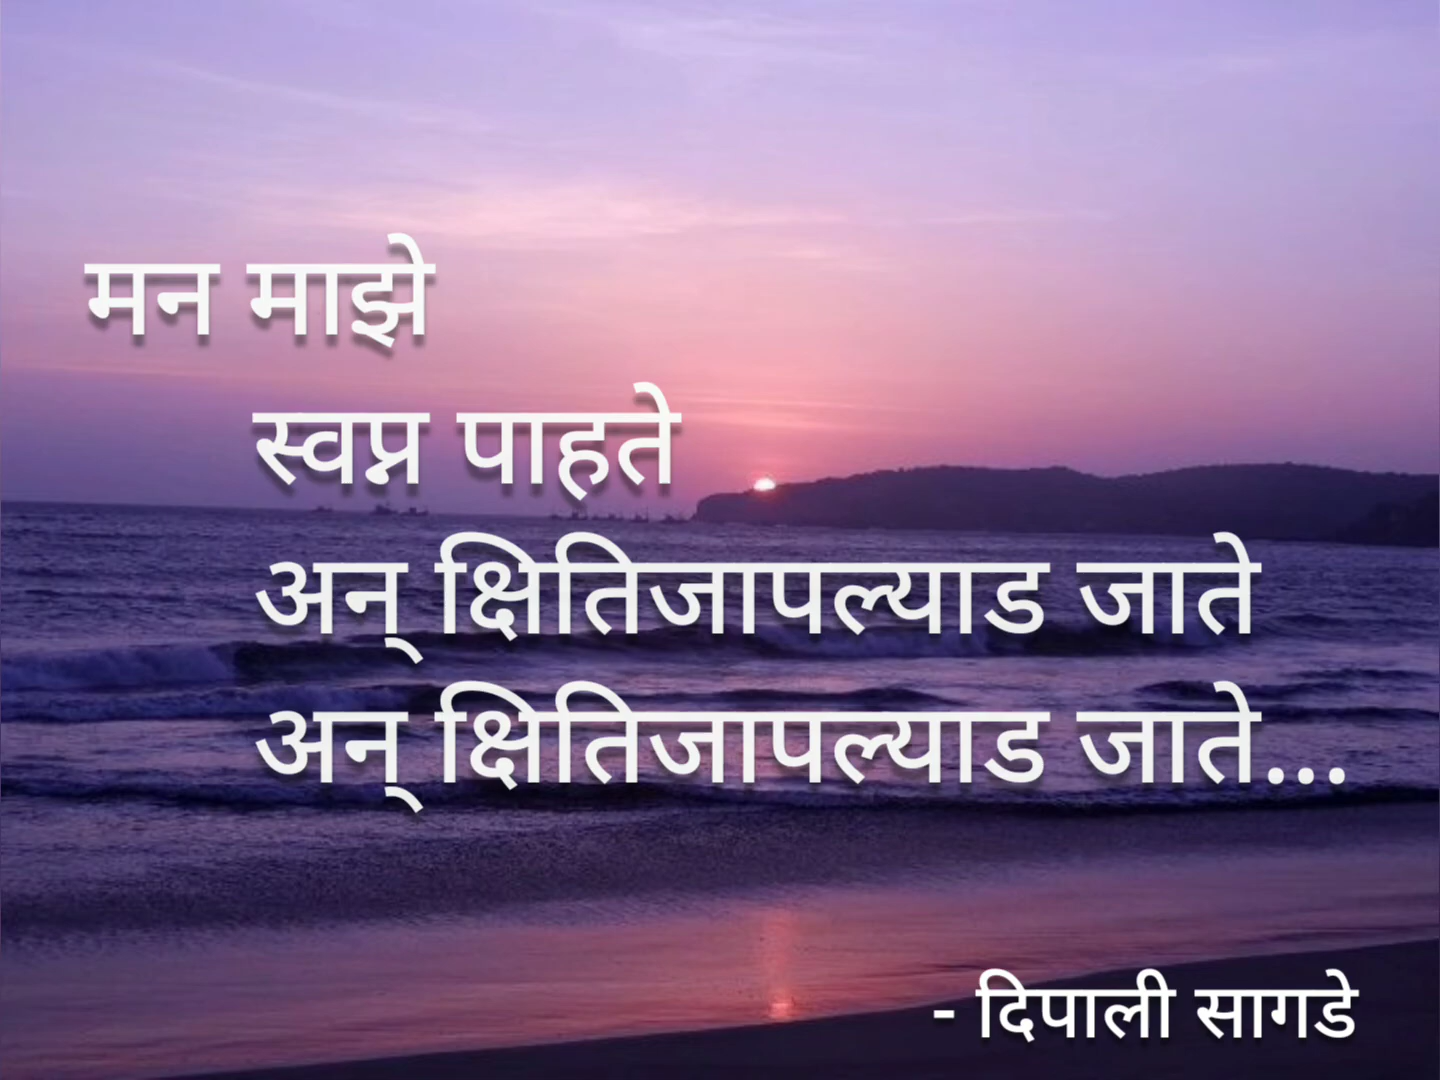 मन माझे
स्वप्न पाहते
अन् क्षितिजापल्याड जाते
अन् क्षितिजापल्याड जाते...
- दिपाली सागडे